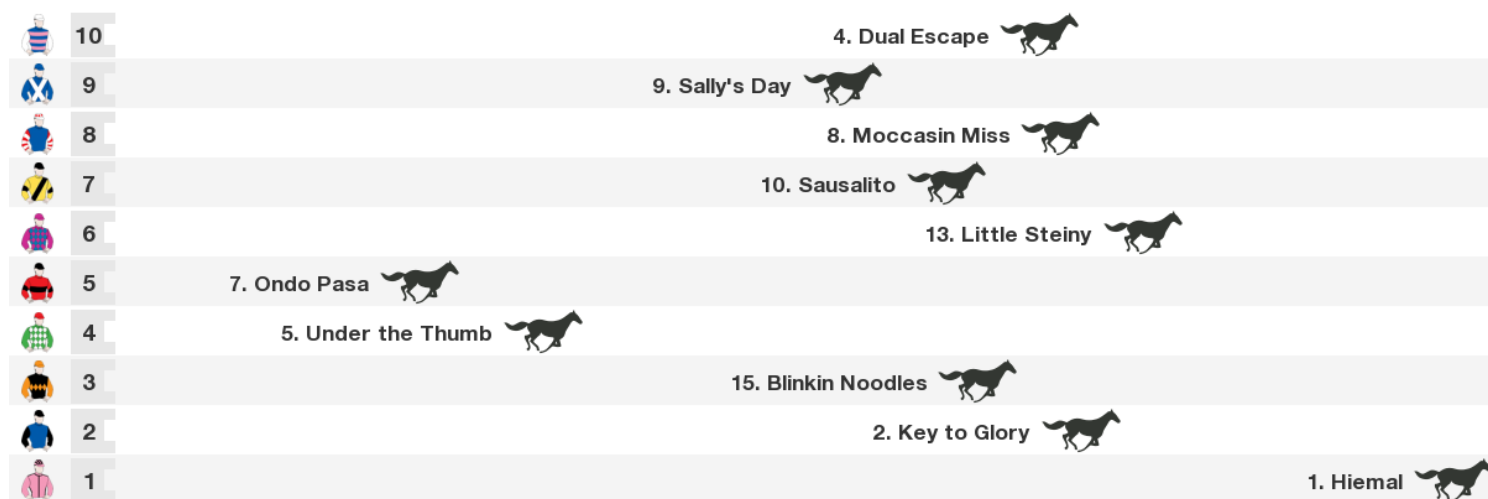 10 4. Dual Escape
9 9. Sally's Day
8 8. Moccasin Miss
7 10. Sausalito
6 13. Little Steiny
5 7. Ondo Pasa
4 5. Under the Thumb
3 15. Blinkin Noodles
2 2. Key to Glory
1 1. Hiemal